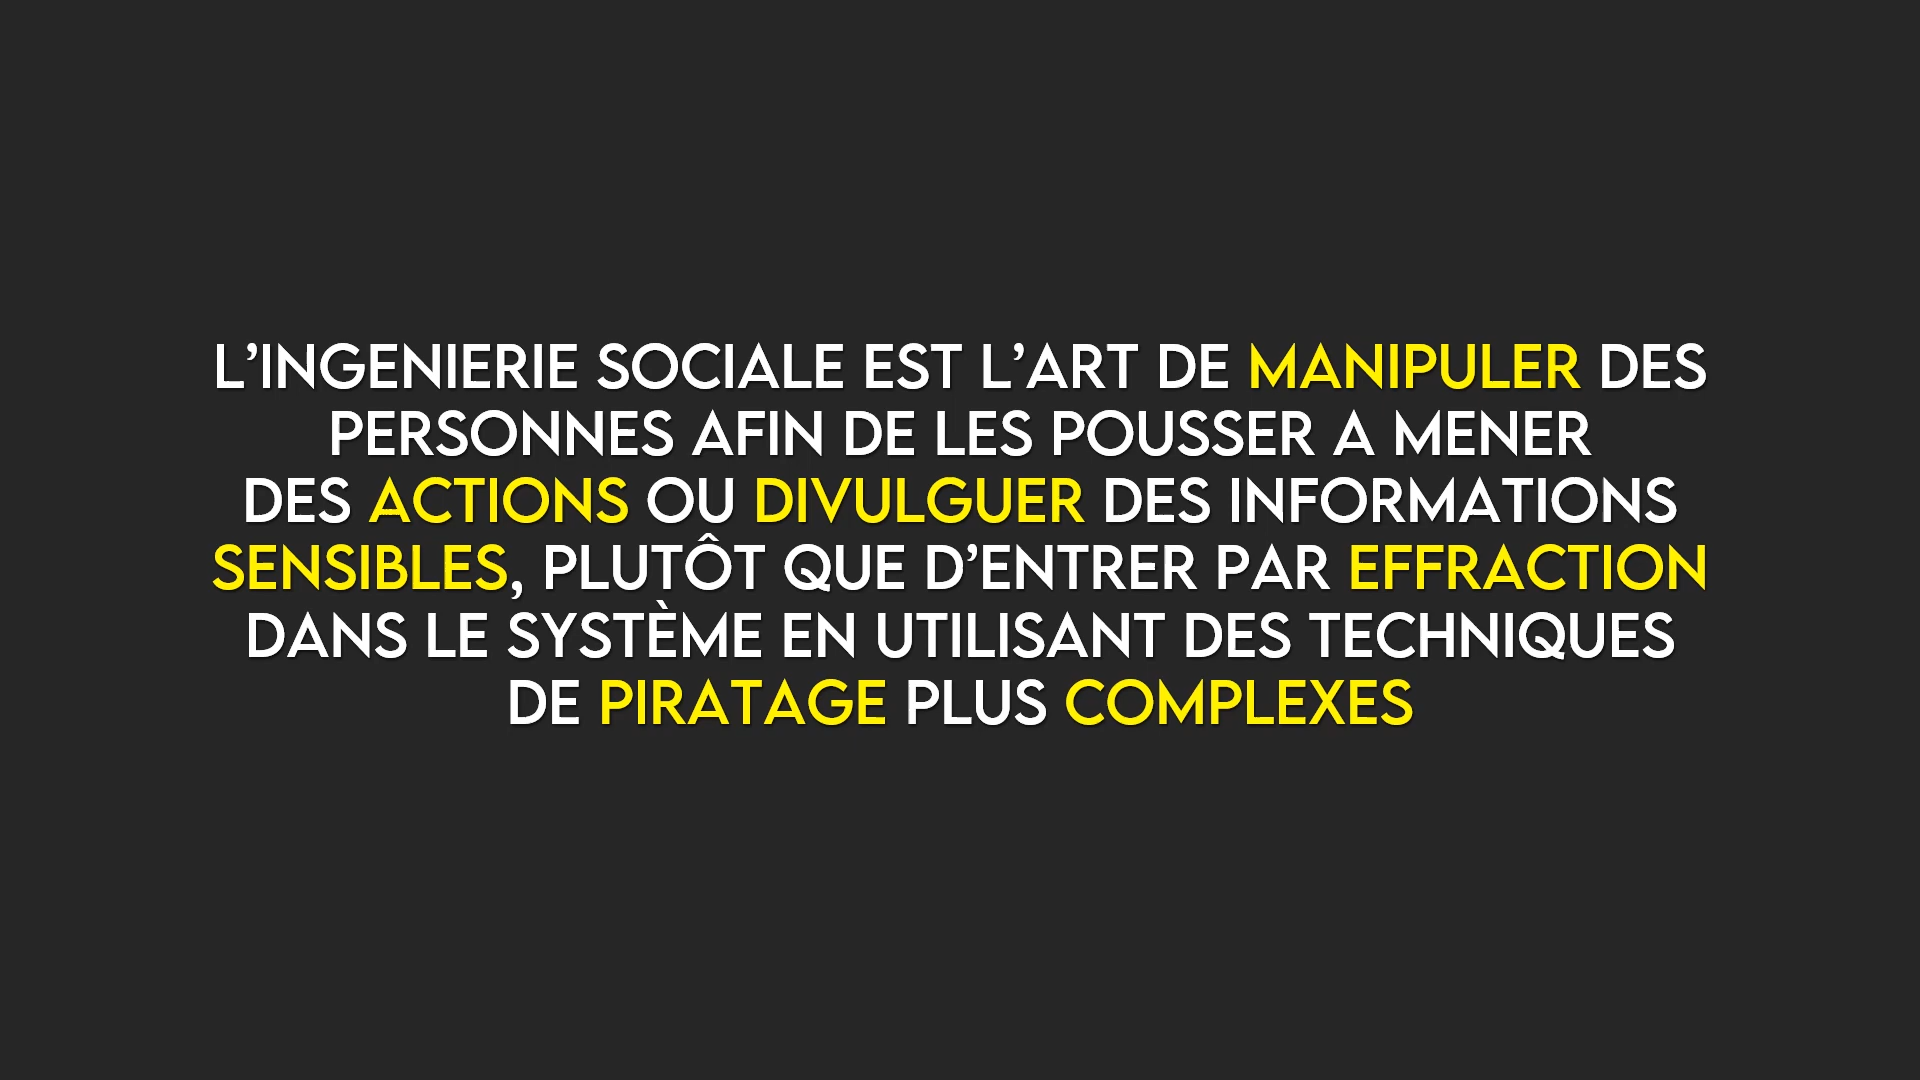 L’INGENIERIE SOCIALE EST L’ART DE MANIPULER DES
PERSONNES AFIN DE LES POUSSER A MENER
DES ACTIONS OU DIVULGUER DES INFORMATIONS
SENSIBLES, PLUTÔT QUE D’ENTRER PAR EFFRACTION
DANS LE SYSTÈME EN UTILISANT DES TECHNIQUES
DE PIRATAGE PLUS COMPLEXES